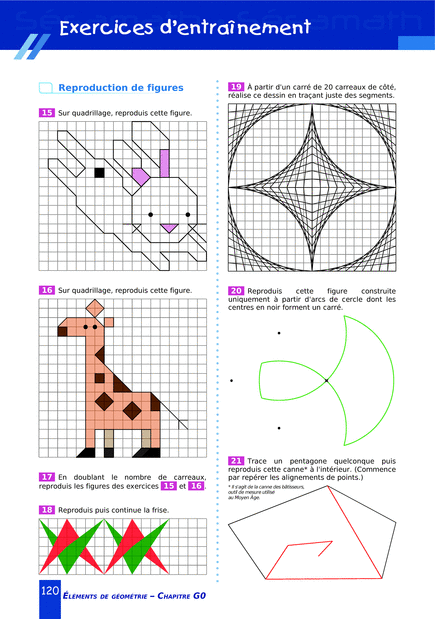 Exercices d'entraînement
Reproduction de figures
15 Sur quadrillage, reproduis cette figure.
16 Sur quadrillage, reproduis cette figure.
17 En doublant le nombre de carreaux,
reproduis les figures des exercices 15 et 16.
18 Reproduis puis continue la frise.
19 À partir d'un carré de 20 carreaux de côté,
réalise ce dessin en traçant juste des segments.
20 Reproduis cette figure construite
uniquement à partir d'arcs de cercle dont les
centres en noir forment un carré.
21 Trace un pentagone quelconque puis
reproduis cette canne* à l'intérieur. (Commence
par repérer les alignements de points.)
* Il s'agit de la canne des bâtisseurs,
outil de mesure utilisé
au Moyen Âge.
120 ÉLÉMENTS DE GÉOMÉTRIE – CHAPITRE G0